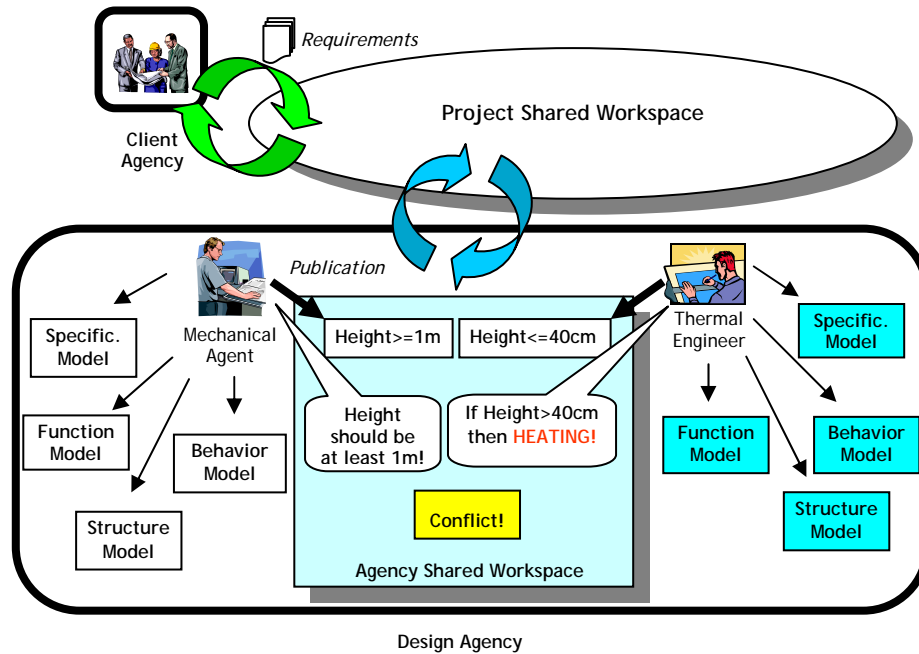 Requirements
Project Shared Workspace
Client
Agency
Publication
Mechanical
Agent
Specific.
Model
Function
Model
Behavior
Model
Structure
Model
Height>=1m
Height<=40cm
Height
should be
at least 1m!
If Height>40cm
then HEATING!
Conflict!
Agency Shared Workspace
Thermal
Engineer
Specific.
Model
Function
Model
Behavior
Model
Structure
Model
Design Agency